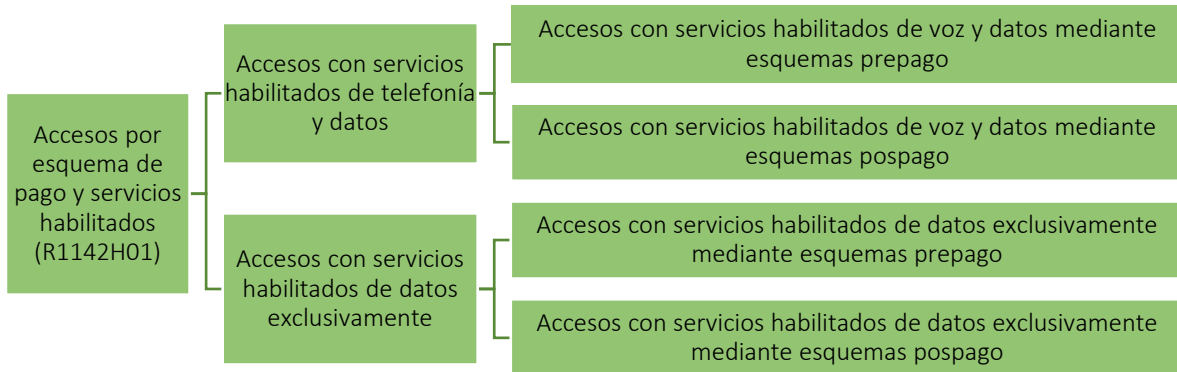 Accesos por
esquema de
pago y servicios
habilitados
(R1142H01)
Accesos con servicios
habilitados de telefonía
y datos
Accesos con servicios habilitados de voz y datos mediante
esquemas prepago
Accesos con servicios habilitados de voz y datos mediante
esquemas pospago
Accesos con servicios
habilitados de datos
exclusivamente
Accesos con servicios habilitados de datos exclusivamente
mediante esquemas prepago
Accesos con servicios habilitados de datos exclusivamente
mediante esquemas pospago